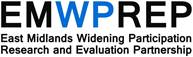 EMWPREP
East Midlands Widening Participation
Research and Evaluation Partnership